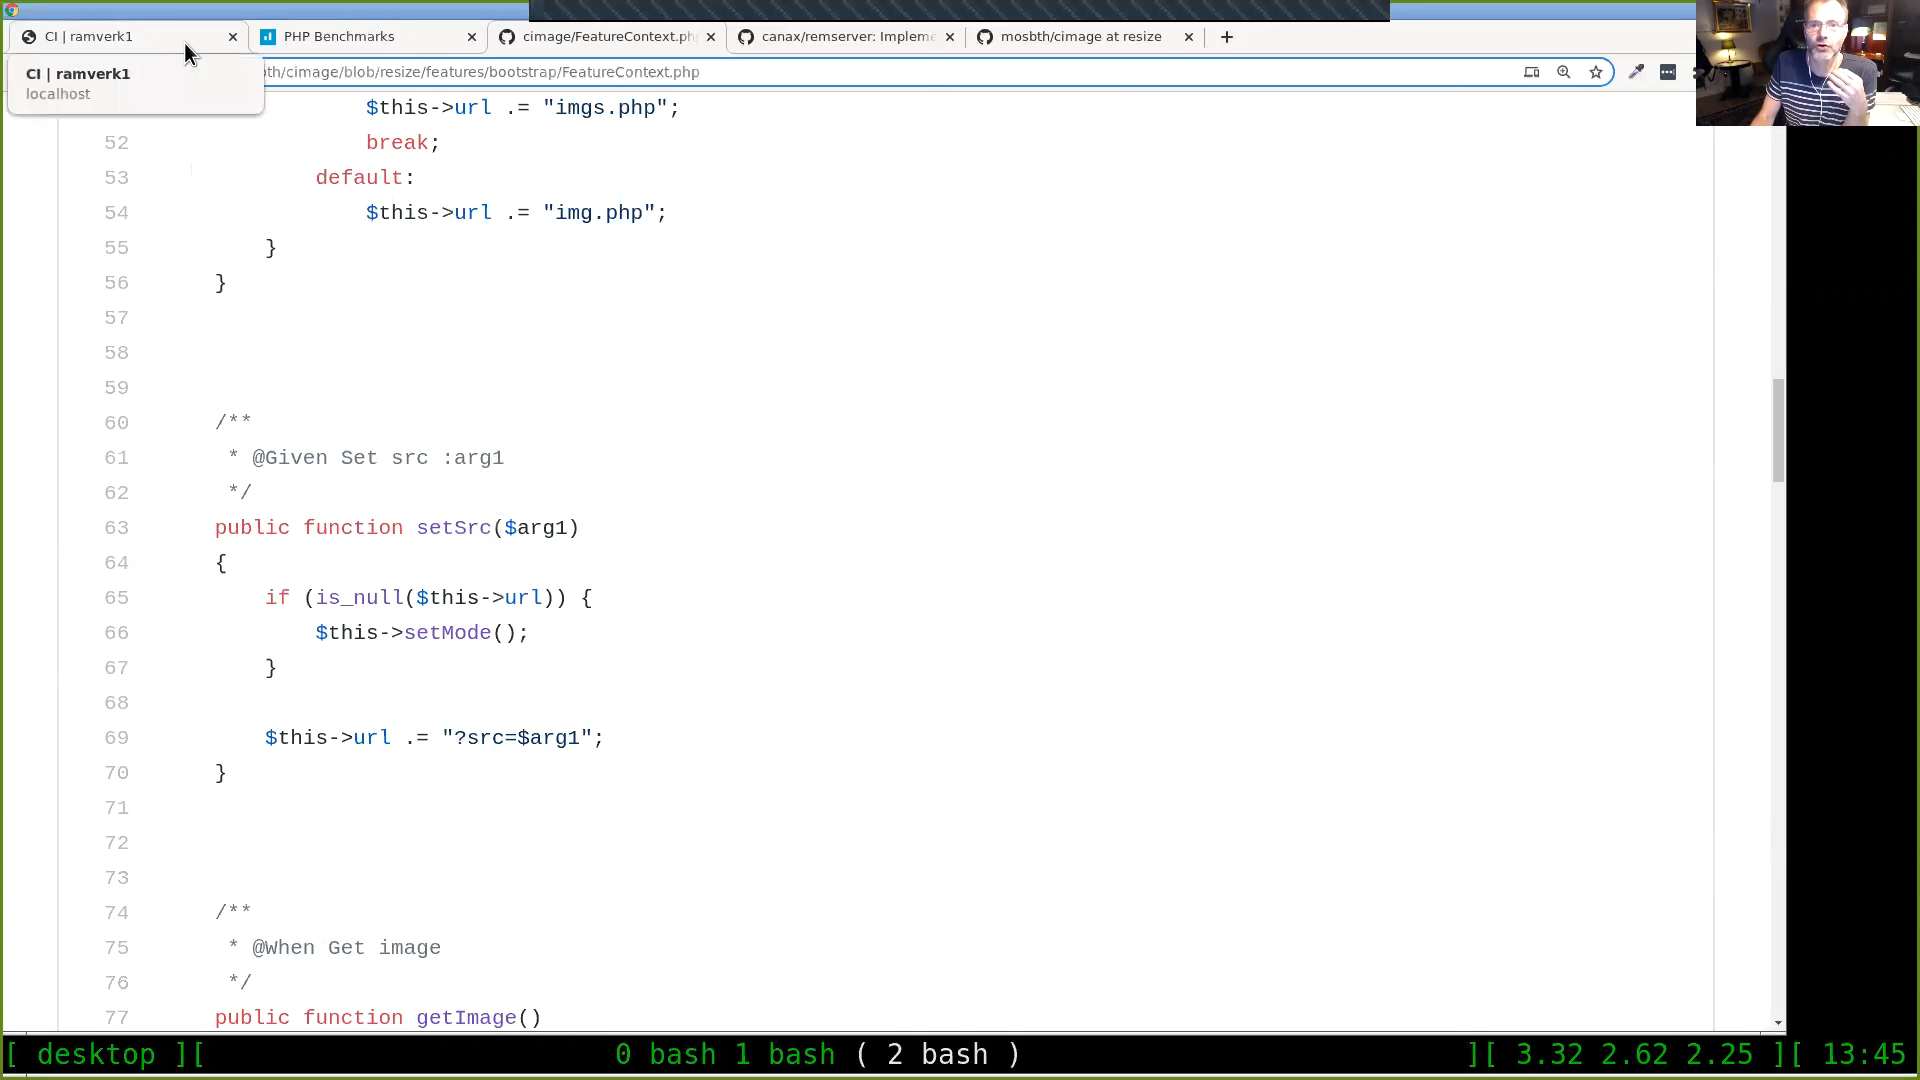 CI | ramverk1
PHP Benchmarks
cimage/FeatureContext.ph
canax/remserver: Impleme
mosbth/cimage at resize
CI | ramverk1
localhost
th/cimage/blob/resize/features/bootstrap/FeatureContext.php
$this->url .= "imgs.php";
52 break;
53 default:
54 $this->url .= "img.php";
55 }
56 }
57
58
59
60 /**
61 * @Given Set src :arg1
62 */
63 public function setSrc($arg1)
64 {
65 if (is_null($this->url)) {
66 $this->setMode();
67 }
68
69 $this->url .= "?src=$arg1";
70 }
71
72
73
74 /**
75 * @When Get image
76 */
77 public function getImage()
[ desktop ][ 0 bash 1 bash ( 2 bash ) ][ 3.32 2.62 2.25 ][ 13:45